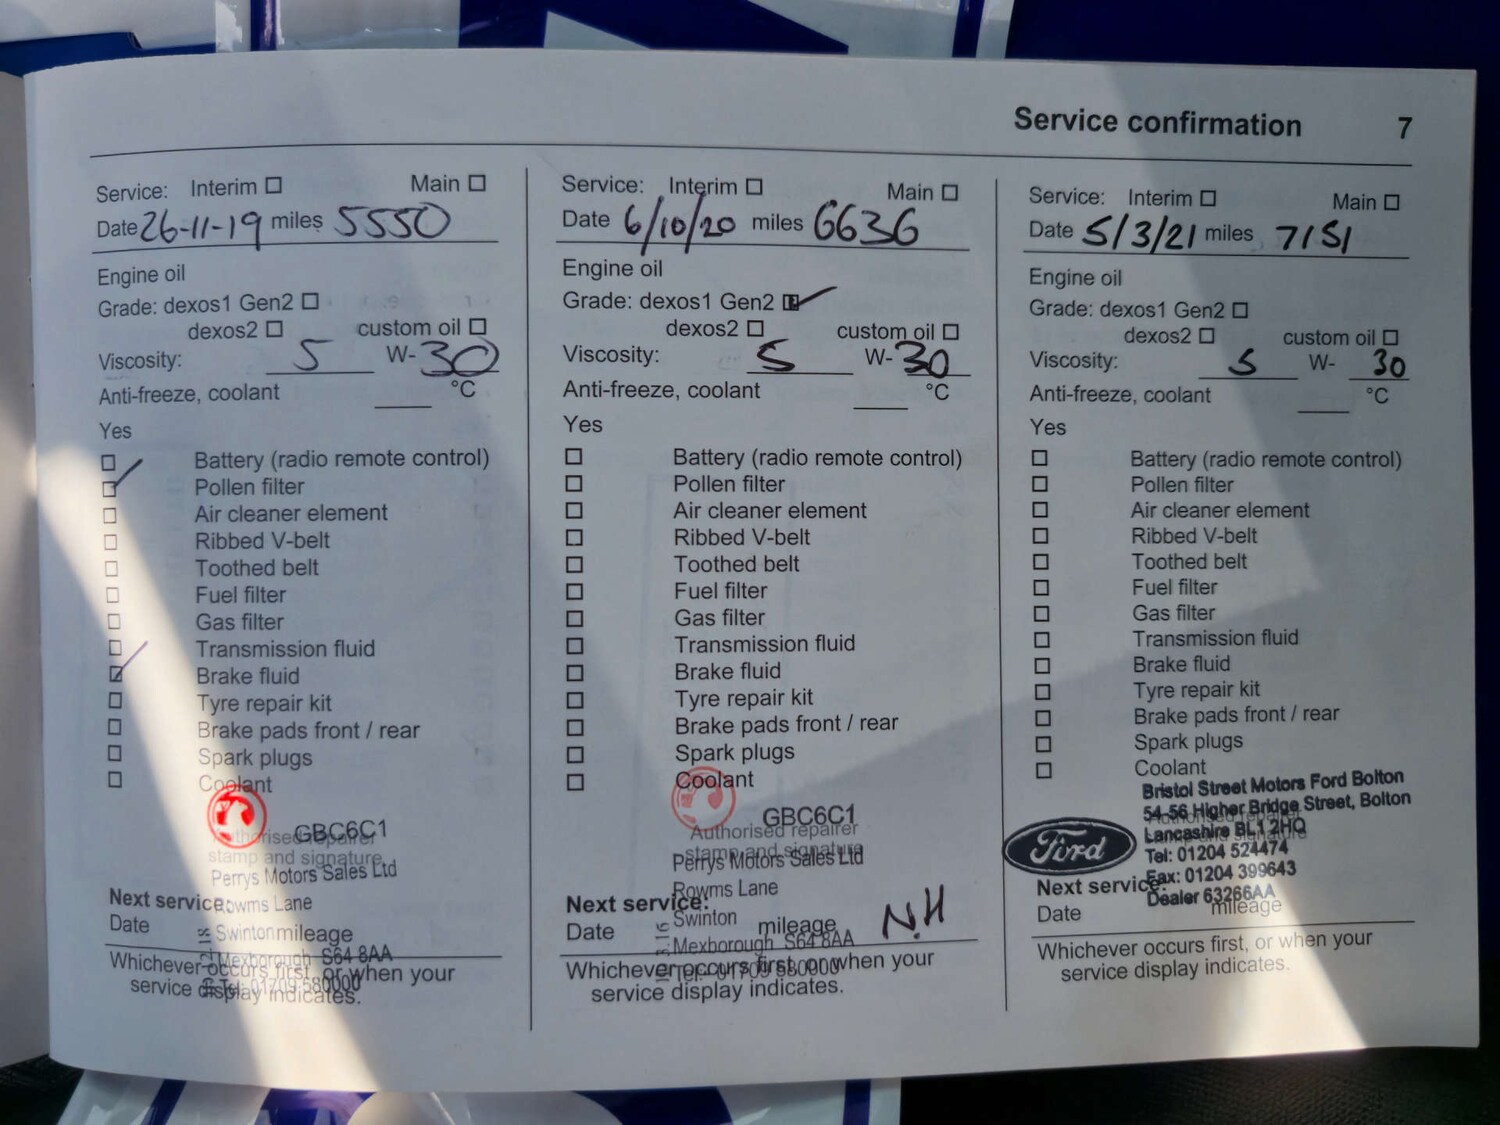 Service confirmation 7
Service: Interim Main
Date 26-11-19 miles 5550
Engine oil
Grade: dexos1 Gen2
dexos2 custom oil
Viscosity: 5 W-30
Anti-freeze, coolant °C
Yes
Battery (radio remote control)
Pollen filter
Air cleaner element
Ribbed V-belt
Toothed belt
Fuel filter
Gas filter
Transmission fluid
Brake fluid
Tyre repair kit
Brake pads front / rear
Spark plugs
Coolant
GBC6C1
Authorised repairer
stamp and signature
Perrys Motors Sales Ltd
Rowms Lane
Swinton
Mexborough S64 8AA
Tel: 01709 580000
Next service:
Date mileage
Whichever occurs first, or when your
service display indicates.
Service: Interim Main
Date 6/10/20 miles 6636
Engine oil
Grade: dexos1 Gen2
dexos2 custom oil
Viscosity: 5 W-30
Anti-freeze, coolant °C
Yes
Battery (radio remote control)
Pollen filter
Air cleaner element
Ribbed V-belt
Toothed belt
Fuel filter
Gas filter
Transmission fluid
Brake fluid
Tyre repair kit
Brake pads front / rear
Spark plugs
Coolant
GBC6C1
Authorised repairer
stamp and signature
Perrys Motors Sales Ltd
Rowms Lane
Swinton
Mexborough S64 8AA
Tel: 01709 580000
Next service:
Date mileage N.H
Whichever occurs first, or when your
service display indicates.
Service: Interim Main
Date 5/3/21 miles 7151
Engine oil
Grade: dexos1 Gen2
dexos2 custom oil
Viscosity: 5 W- 30
Anti-freeze, coolant °C
Yes
Battery (radio remote control)
Pollen filter
Air cleaner element
Ribbed V-belt
Toothed belt
Fuel filter
Gas filter
Transmission fluid
Brake fluid
Tyre repair kit
Brake pads front / rear
Spark plugs
Coolant
Ford
Bristol Street Motors Ford Bolton
54-56 Higher Bridge Street, Bolton
Lancashire BL1 2HQ
Tel: 01204 524474
Fax: 01204 399643
Dealer 63266AA
Authorised repairer
stamp and signature
Next service:
Date mileage
Whichever occurs first, or when your
service display indicates.